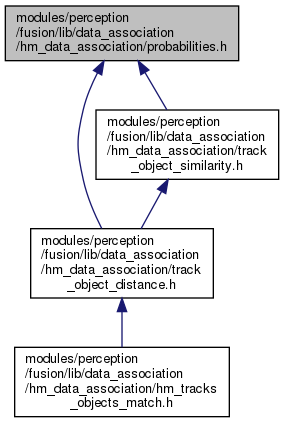 modules/perception
/fusion/lib/data_association
/hm_data_association/probabilities.h
modules/perception
/fusion/lib/data_association
/hm_data_association/track
_object_similarity.h
modules/perception
/fusion/lib/data_association
/hm_data_association/track
_object_distance.h
modules/perception
/fusion/lib/data_association
/hm_data_association/hm_tracks
_objects_match.h